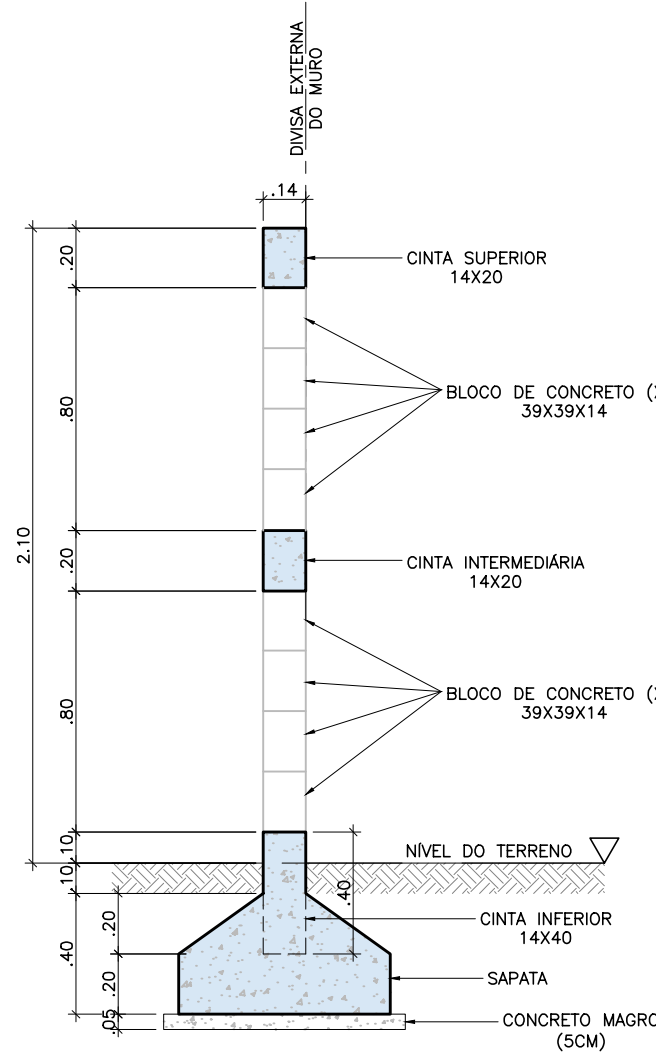 DIVISA EXTERNA
DO MURO
.14
.20
CINTA SUPERIOR
14X20
.80
BLOCO DE CONCRETO (
39X39X14
2.10
.20
CINTA INTERMEDIÁRIA
14X20
.80
BLOCO DE CONCRETO (
39X39X14
.10
NÍVEL DO TERRENO
.10
.40
.20
CINTA INFERIOR
14X40
.40
.20
SAPATA
.05
CONCRETO MAGRO
(5CM)